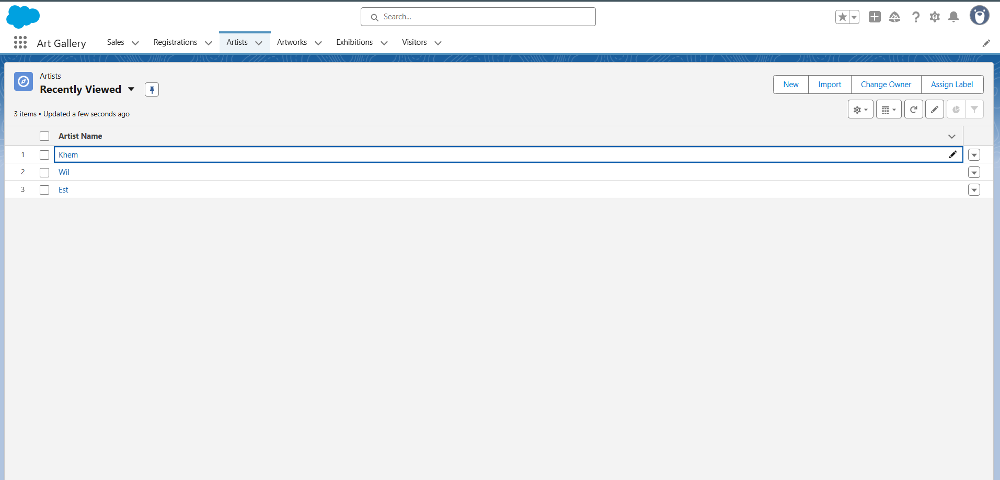 Search...
Art Gallery Sales Registrations Artists Artworks Exhibitions Visitors
Artists
Recently Viewed
New Import Change Owner Assign Label
3 items • Updated a few seconds ago
Artist Name
1 Khem
2 Wil
3 Est